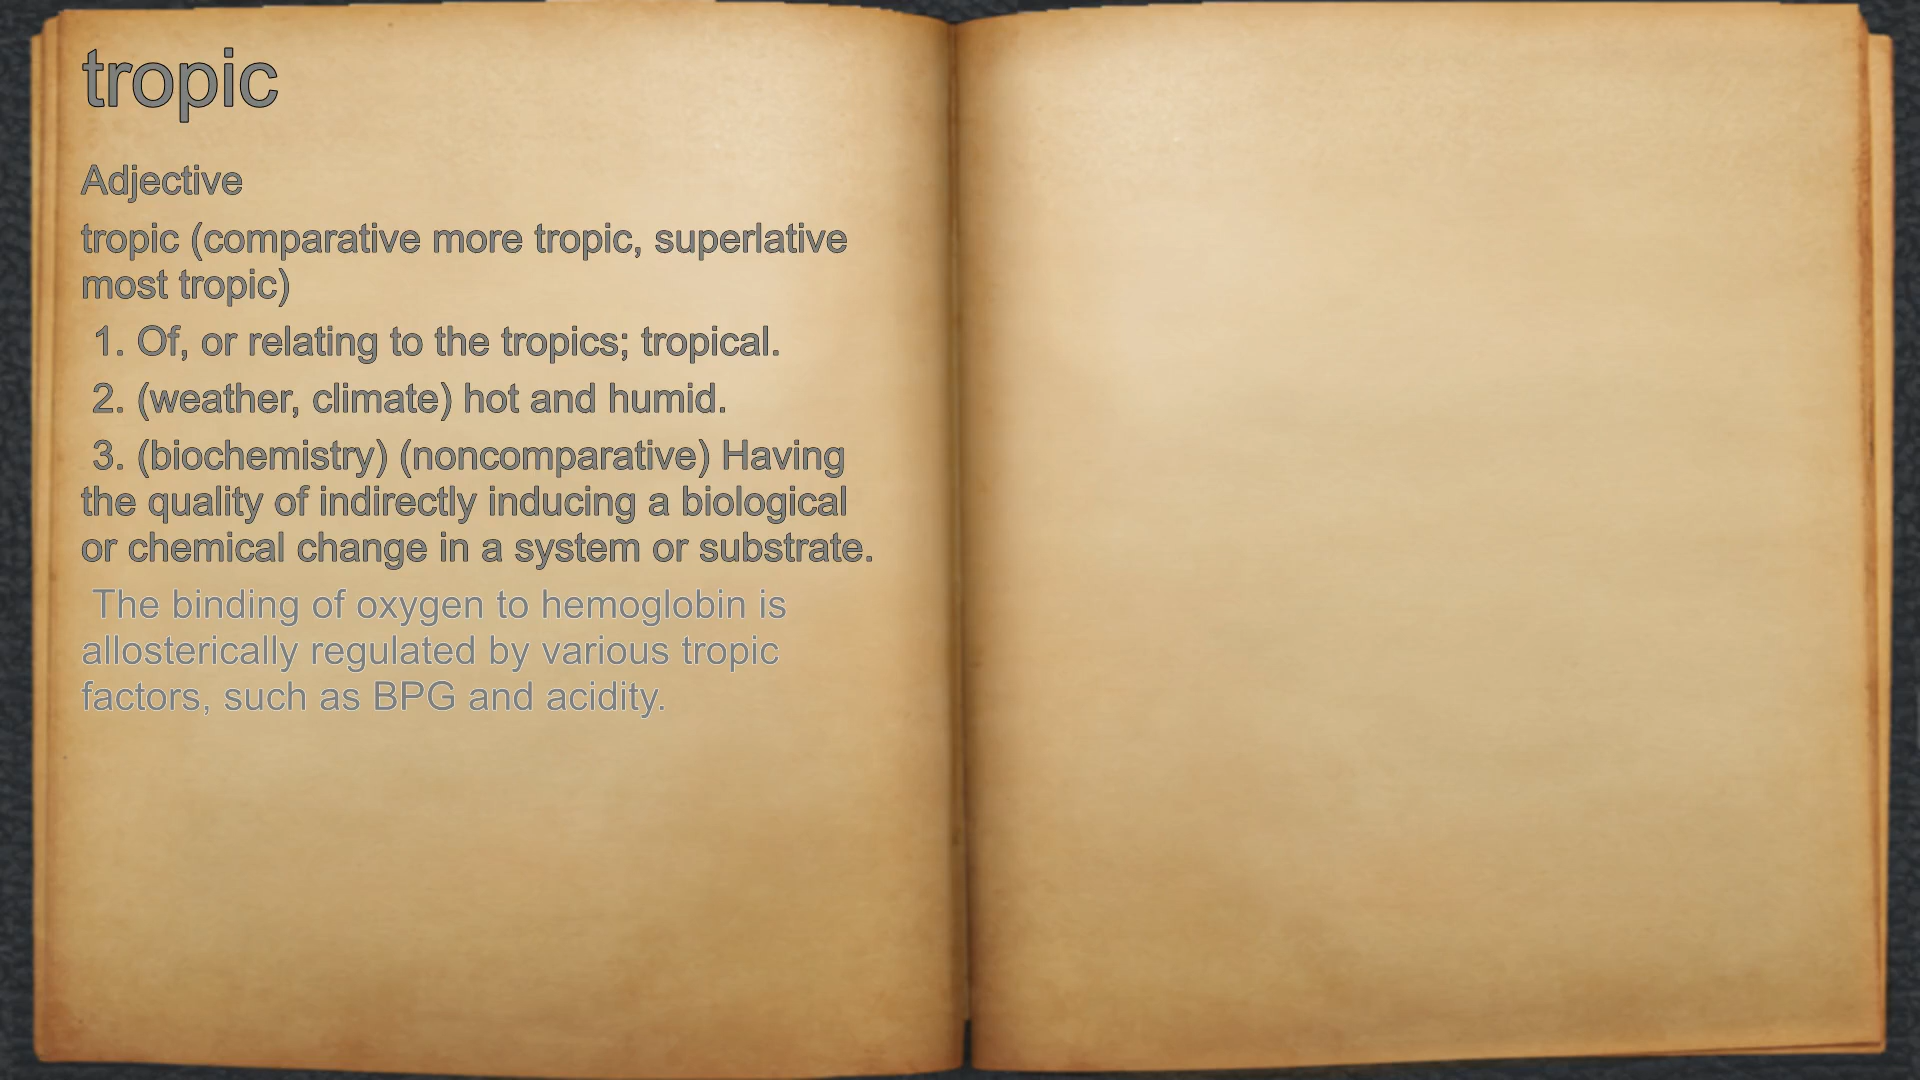 tropic
Adjective
tropic (comparative more tropic, superlative
most tropic)
1. Of, or relating to the tropics; tropical.
2. (weather, climate) hot and humid.
3. (biochemistry) (noncomparative) Having
the quality of indirectly inducing a biological
or chemical change in a system or substrate.
The binding of oxygen to hemoglobin is
allosterically regulated by various tropic
factors, such as BPG and acidity.